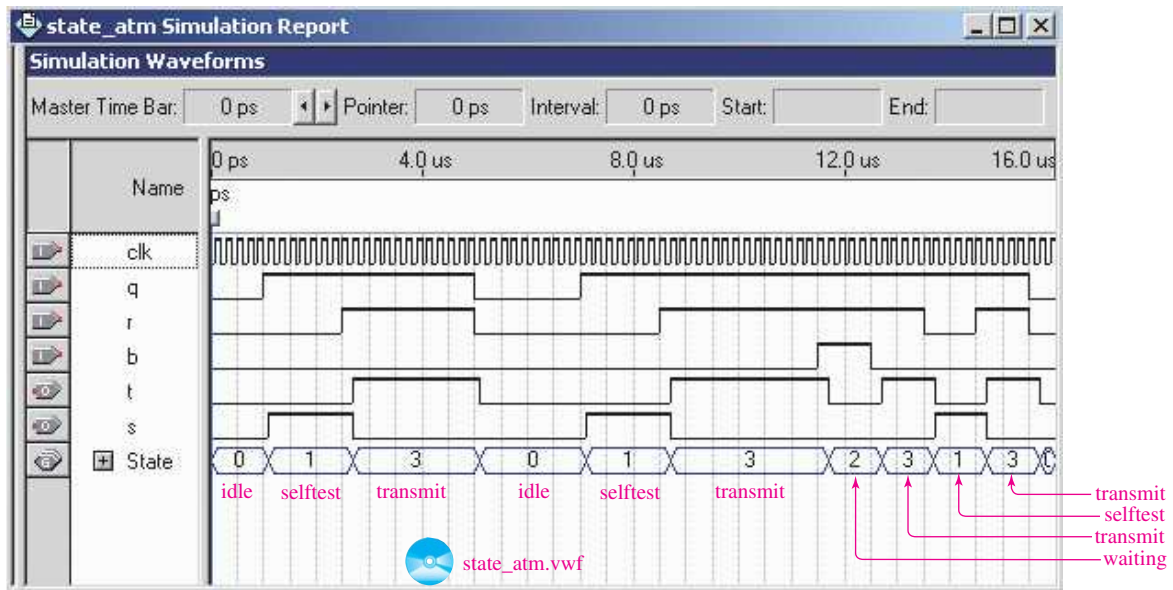 state_atm Simulation Report
Simulation Waveforms
Master Time Bar: 0 ps Pointer: 0 ps Interval: 0 ps Start: End:
Name 0 ps 4.0 us 8.0 us 12.0 us 16.0 us
ps
clk
q
r
b
t
s
State 0 1 3 0 1 3 2 3 1 3 0
idle selftest transmit idle selftest transmit
transmit
selftest
transmit
waiting
state_atm.vwf